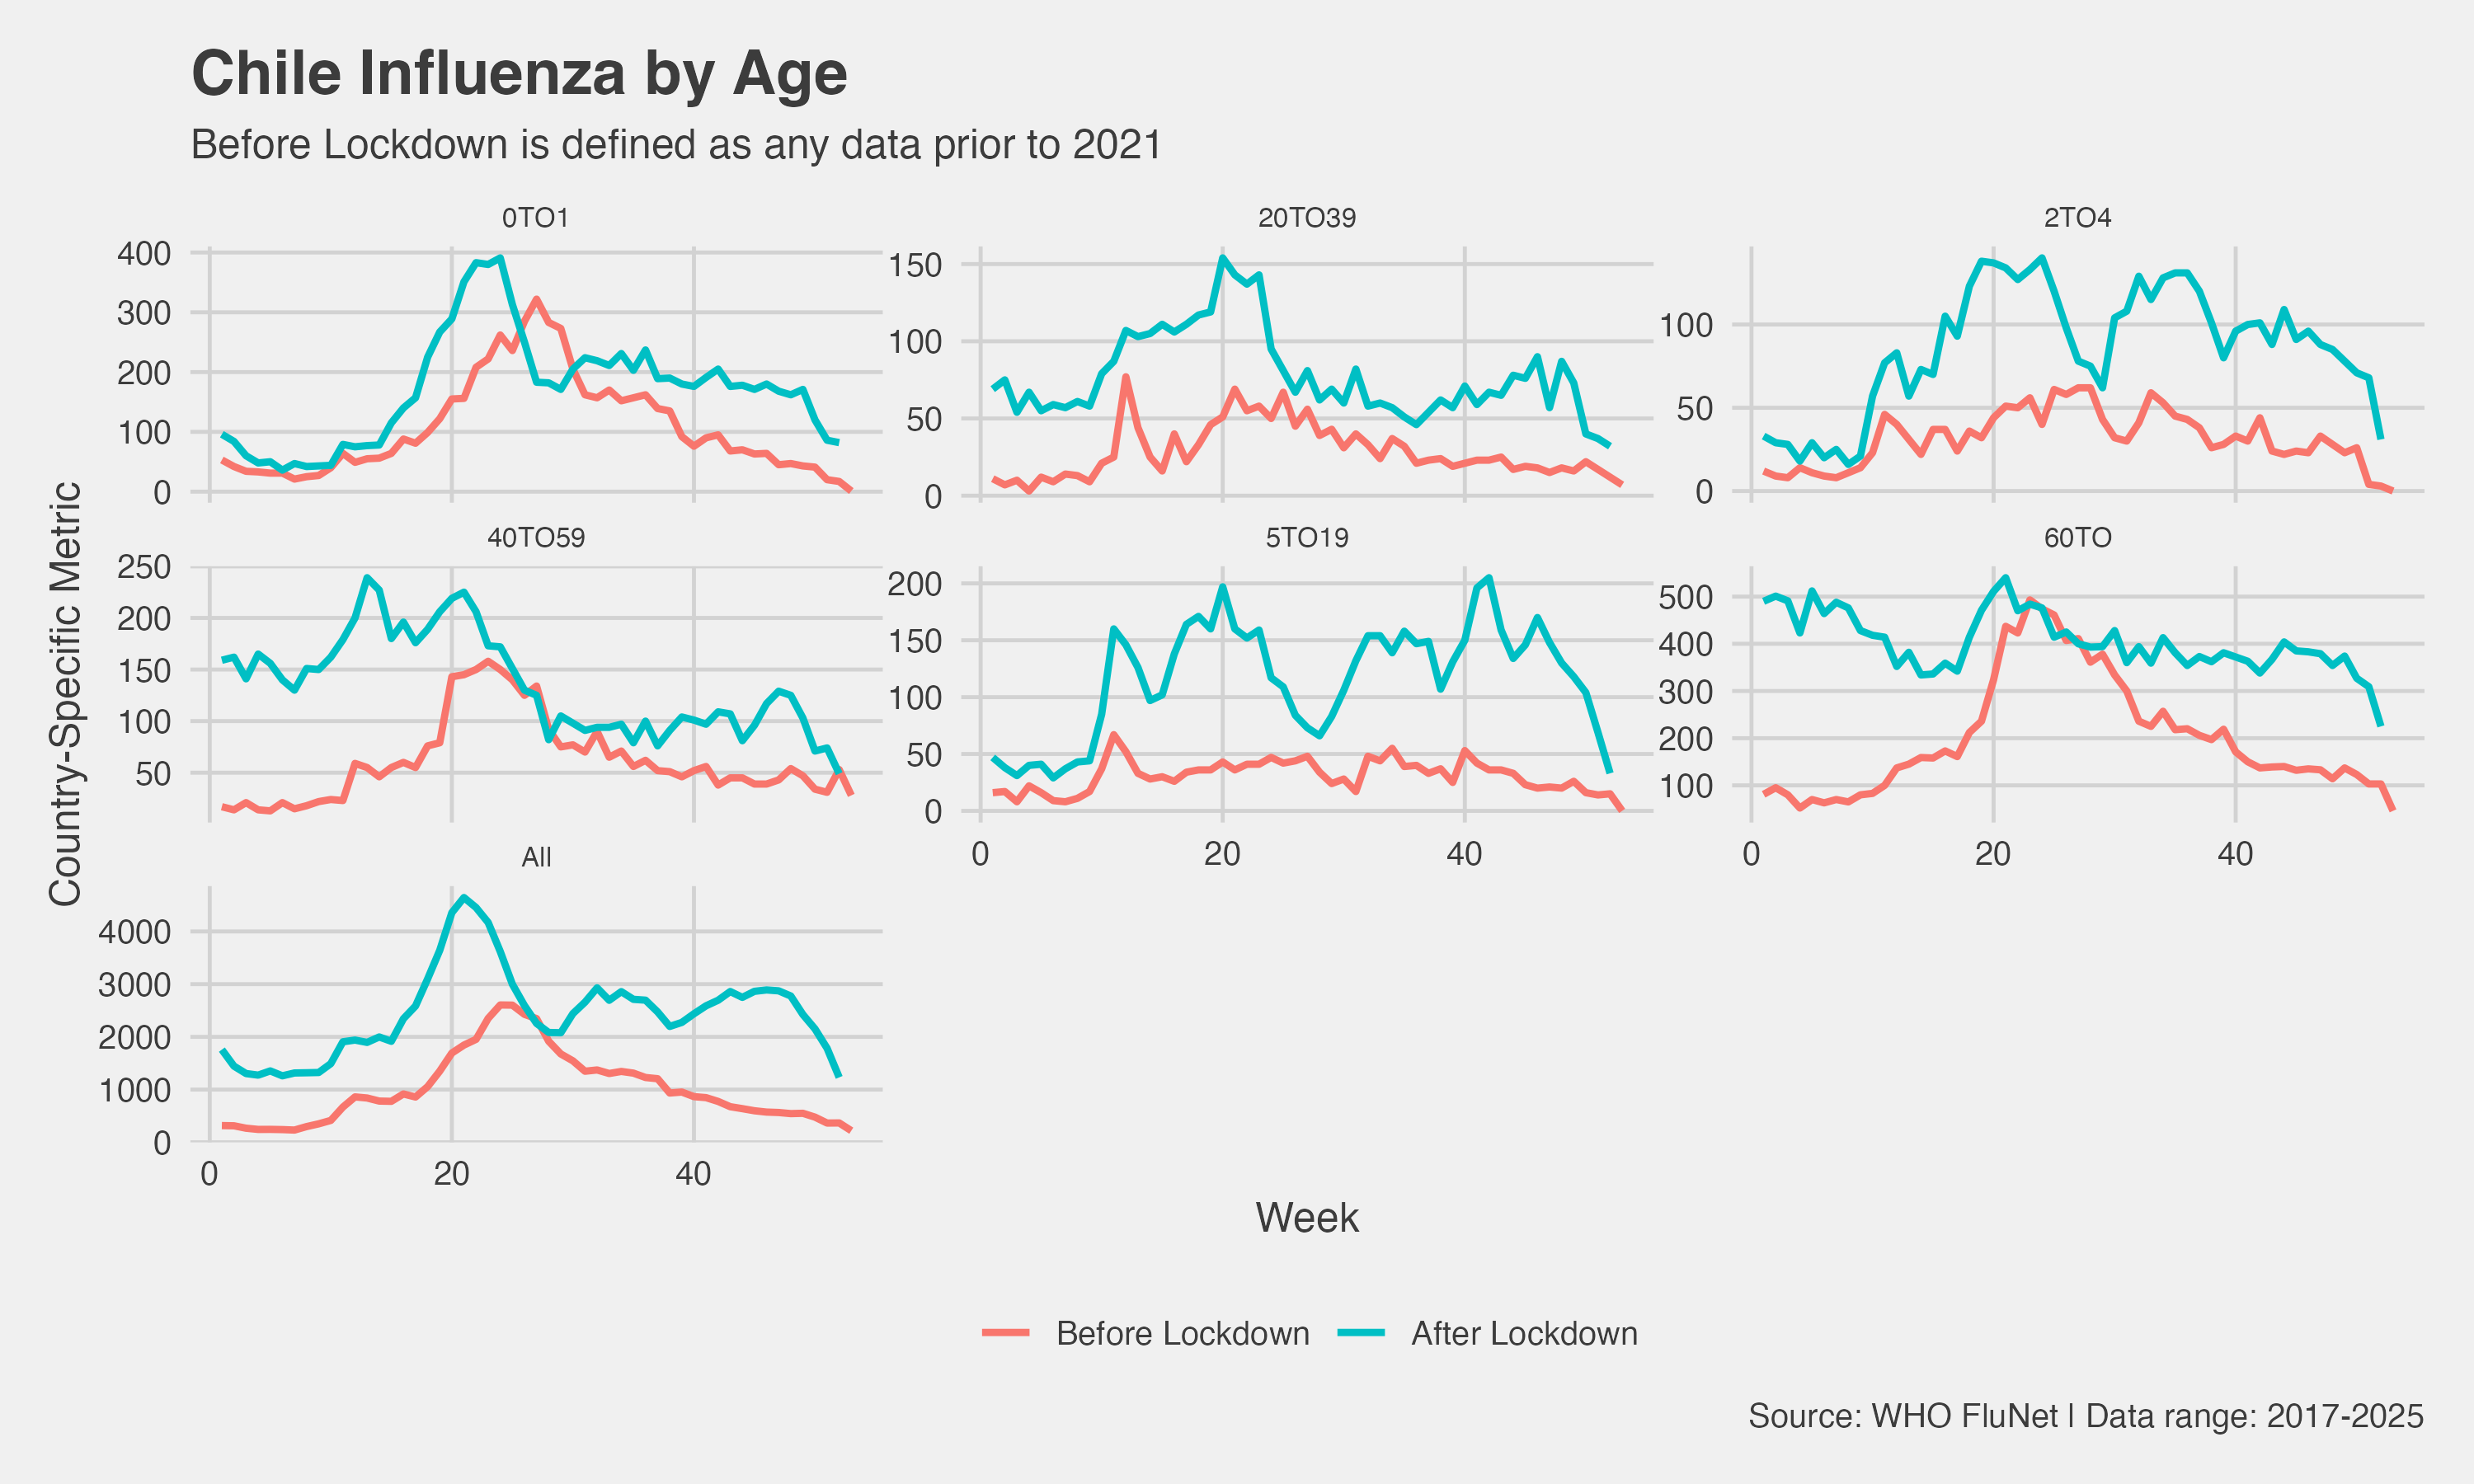 Chile Influenza by Age
Before Lockdown is defined as any data prior to 2021
0TO1
20TO39
2TO4
400
300
200
100
0
150
100
50
0
100
50
0
40TO59
5TO19
60TO
250
200
150
100
50
200
150
100
50
0
500
400
300
200
100
0
20
40
0
20
40
All
4000
3000
2000
1000
0
0
20
40
Country-Specific Metric
Week
Before Lockdown
After Lockdown
Source: WHO FluNet | Data range: 2017-2025